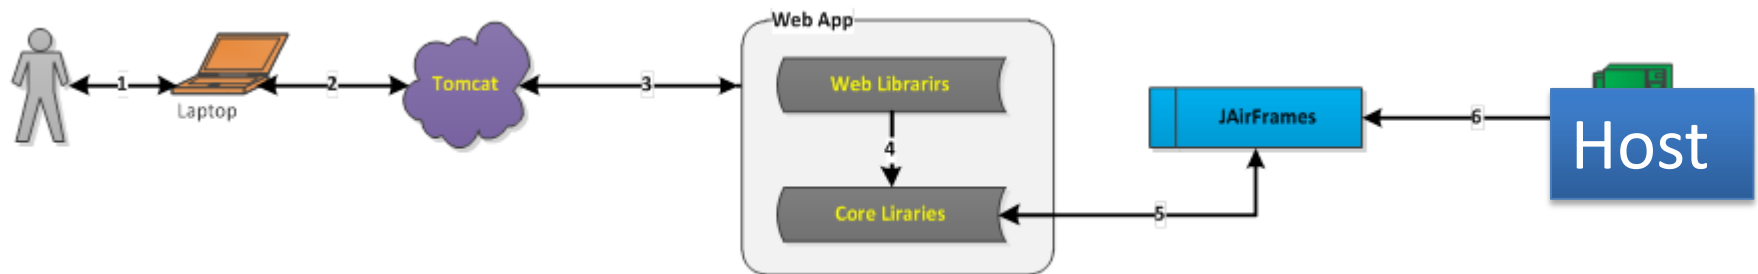 Web App
1
Laptop
2
Tomcat
3
Web Librarirs
4
Core Liraries
5
JAirFrames
6
Host